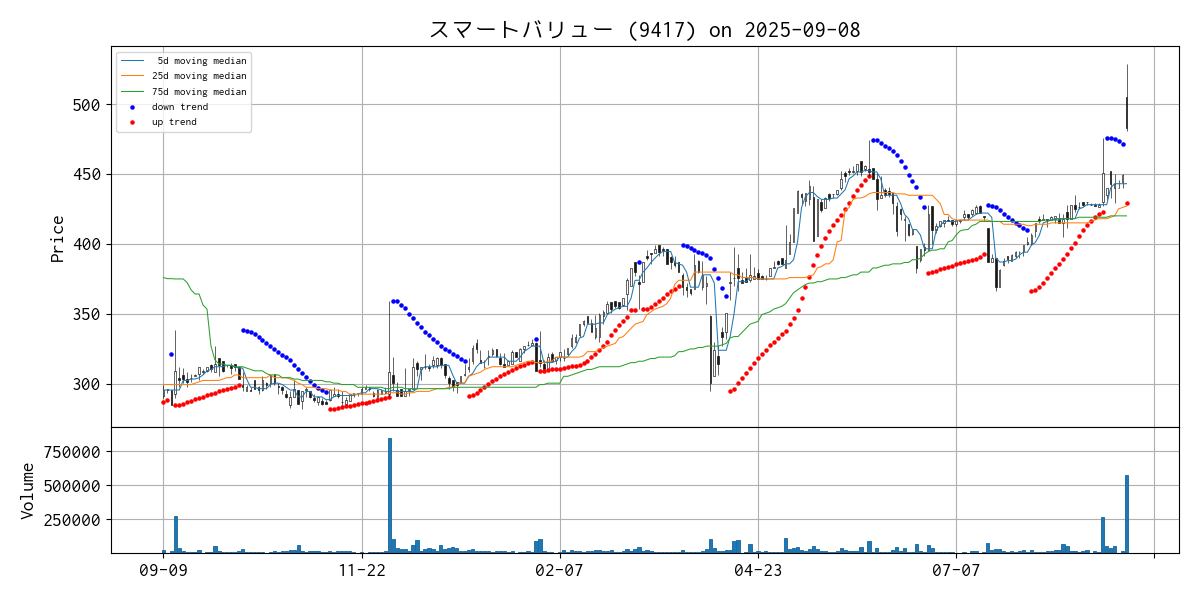 スマートバリュー (9417) on 2025-09-08
5d moving median
25d moving median
75d moving median
down trend
up trend
Price
500
450
400
350
300
Volume
750000
500000
250000
09-09 11-22 02-07 04-23 07-07